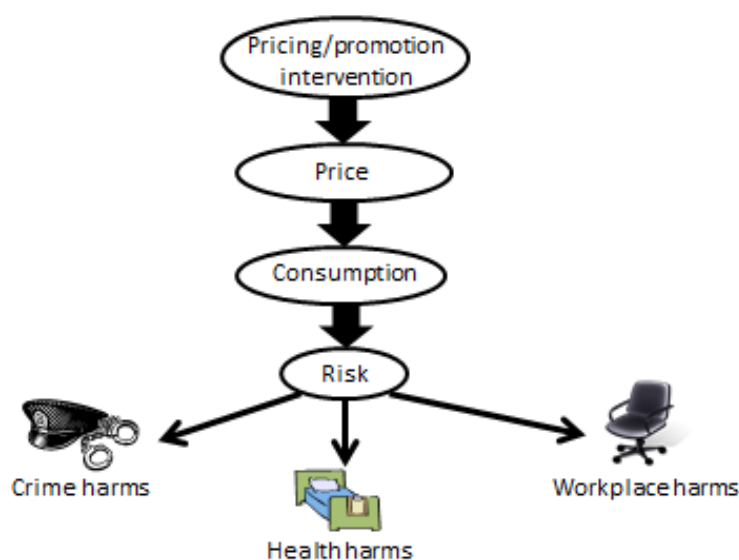 Pricing/promotion
intervention
Price
Consumption
Risk
Crime harms
Workplace harms
Health harms